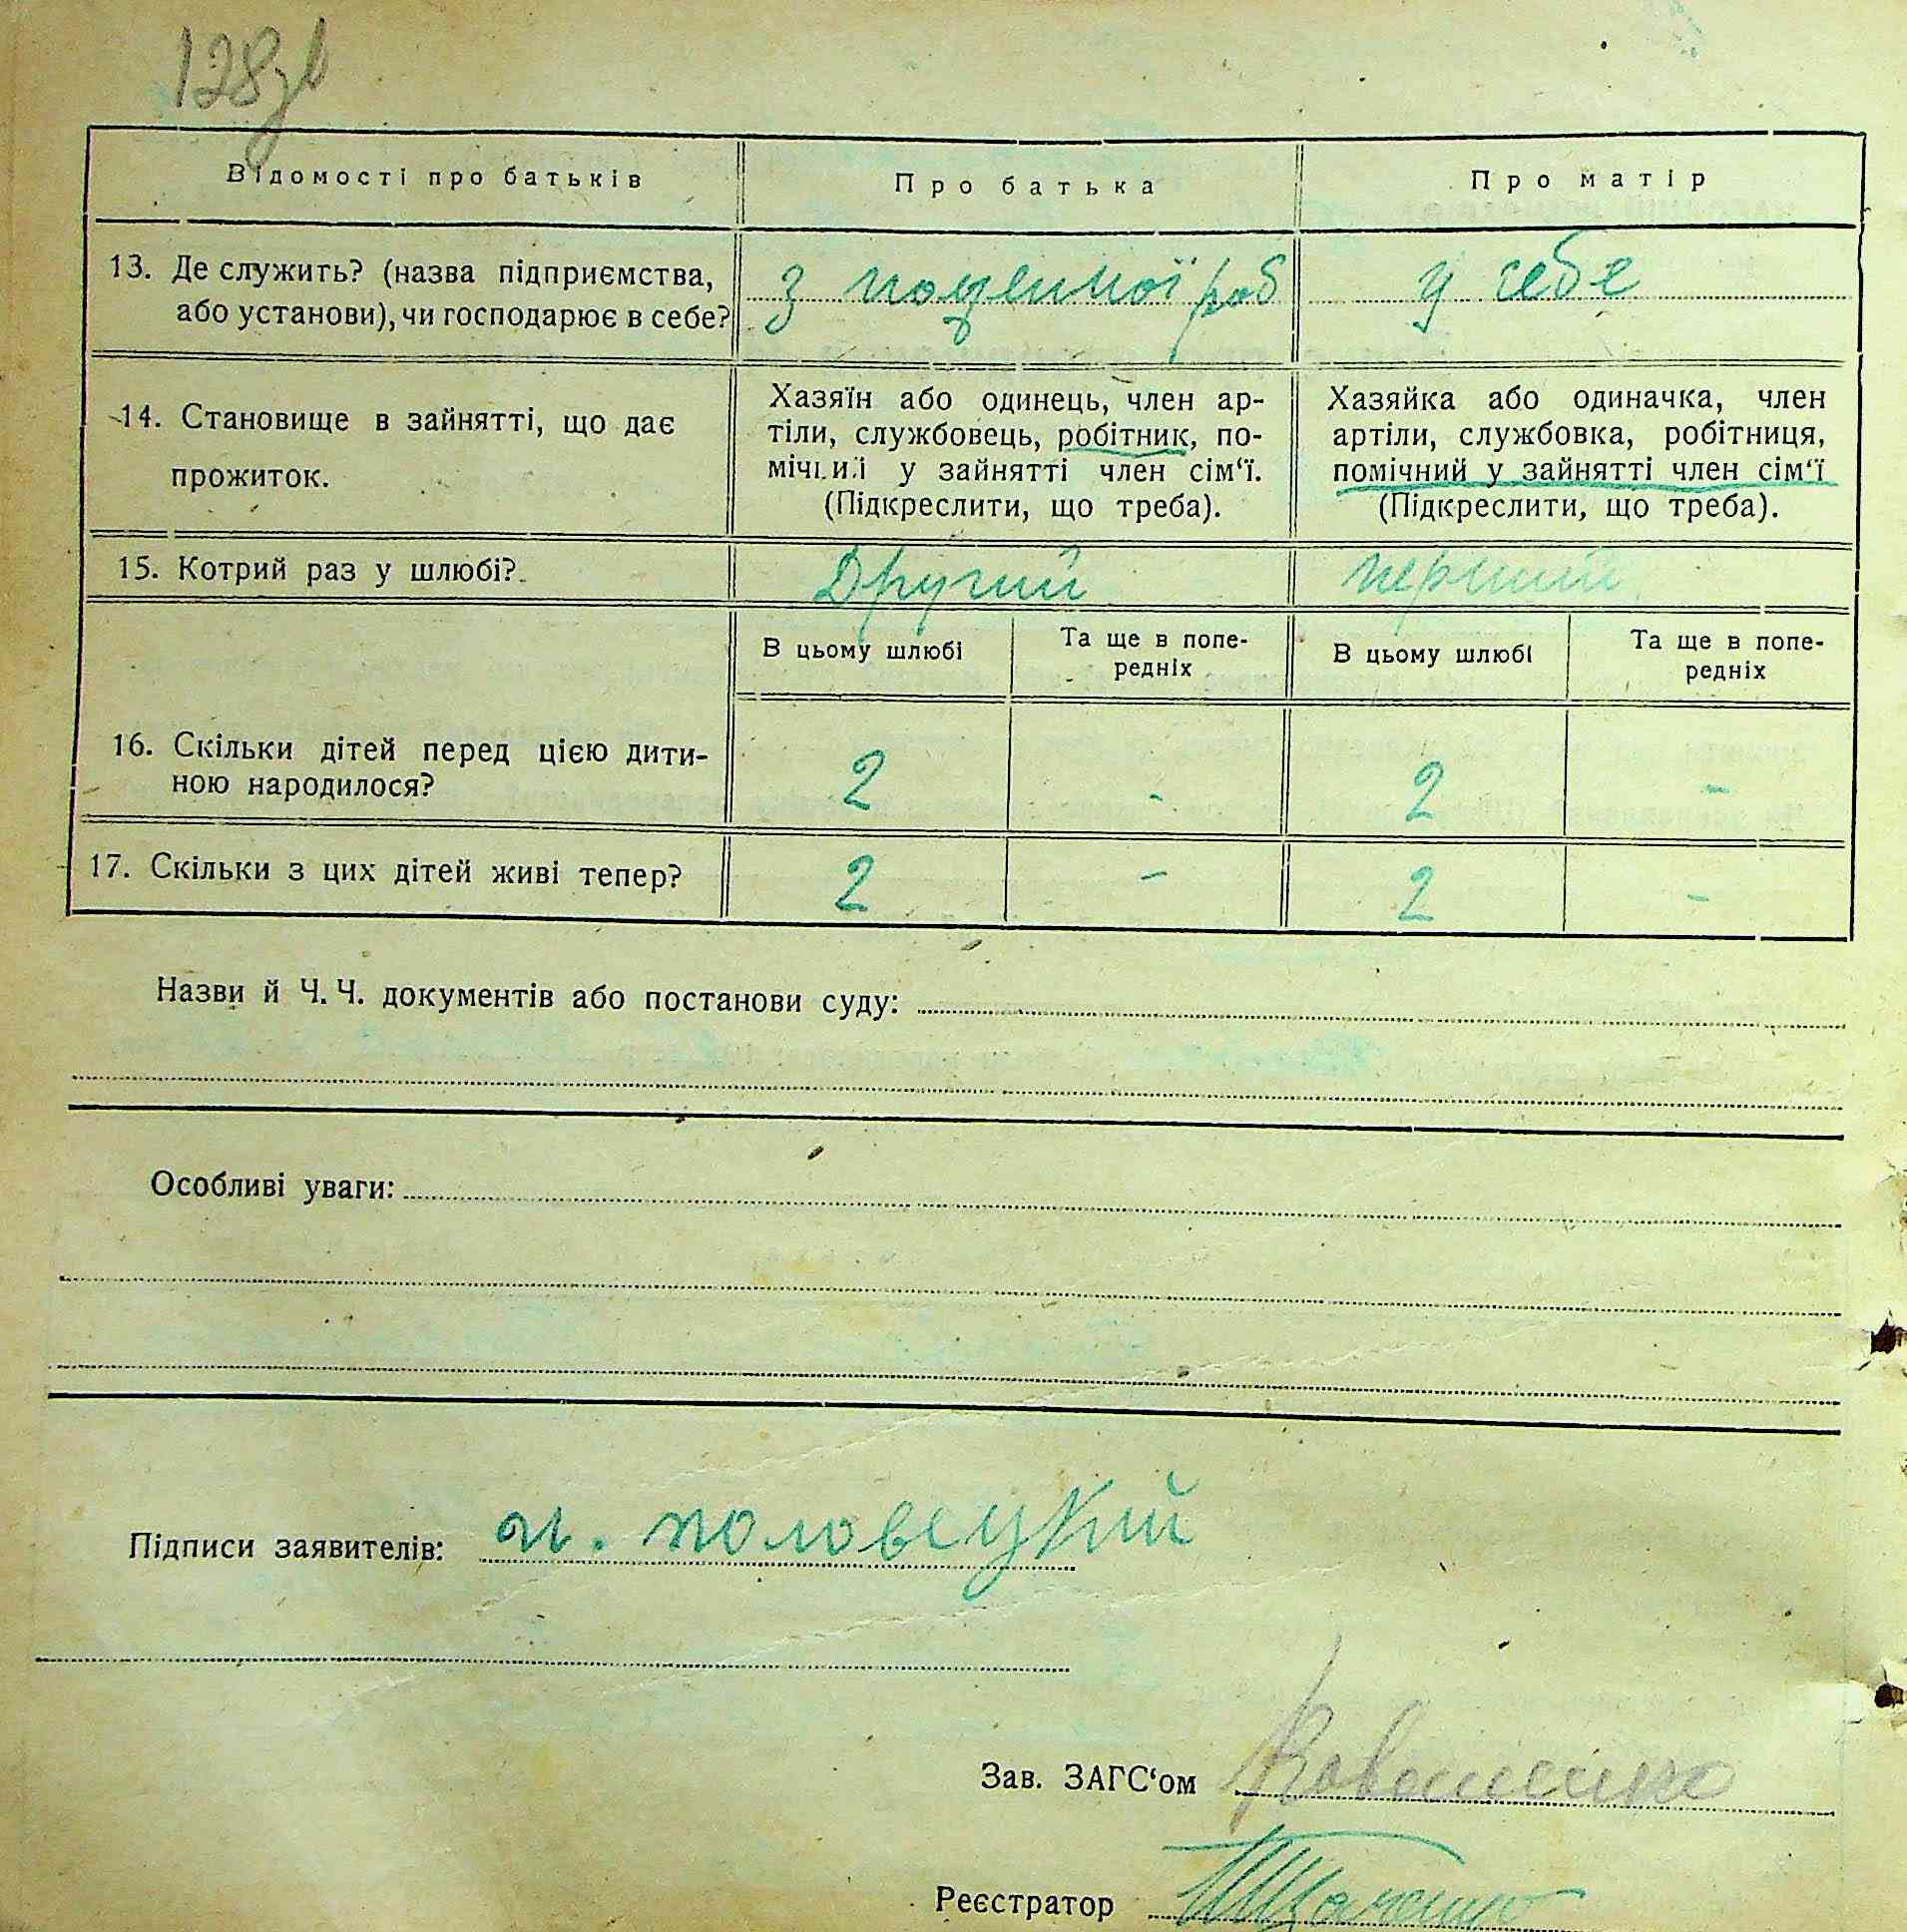 128зв
Відомості про батьків
Про батька
Про матір
13. Де служить? (назва підприємства,
або установи), чи господарює в себе?
з поденної роб
у себе
14. Становище в зайнятті, що дає
прожиток.
Хазяїн або одинець, член ар-
тіли, службовець, робітник, по-
мічний у зайнятті член сім‘ї.
(Підкреслити, що треба).
Хазяйка або одиначка, член
артіли, службовка, робітниця,
помічний у зайнятті член сім‘ї
(Підкреслити, що треба).
15. Котрий раз у шлюбі?
Другий
перший
В цьому шлюбі
Та ще в попе-
редніх
В цьому шлюбі
Та ще в попе-
редніх
16. Скільки дітей перед цією дити-
ною народилося?
2
-
2
-
17. Скільки з цих дітей живі тепер?
2
-
2
-
Назви й Ч. Ч. документів або постанови суду:
Особливі уваги:
Підписи заявителів: и. половецкий
Зав. ЗАГС‘ом
Реєстратор